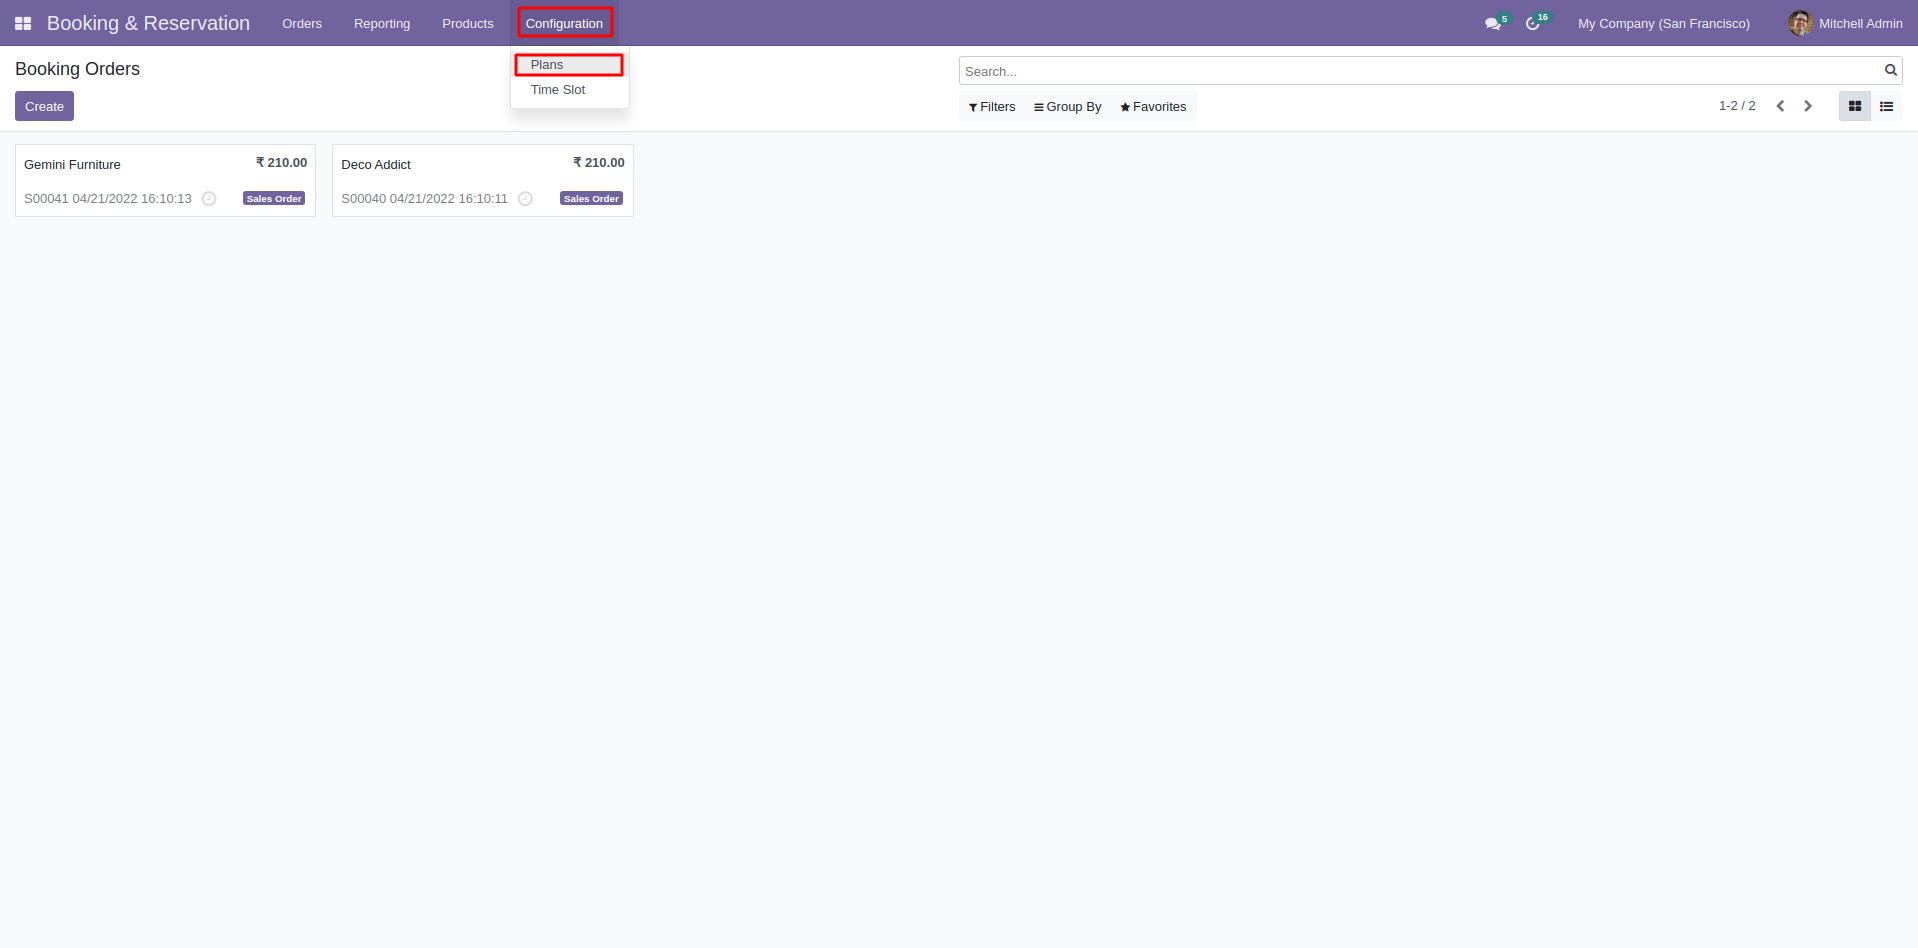 Booking & Reservation Orders Reporting Products Configuration 5 16 My Company (San Francisco) Mitchell Admin
Booking Orders
Plans
Time Slot
Search...
Create
Filters Group By Favorites 1-2 / 2
Gemini Furniture ₹ 210.00
S00041 04/21/2022 16:10:13 Sales Order
Deco Addict ₹ 210.00
S00040 04/21/2022 16:10:11 Sales Order